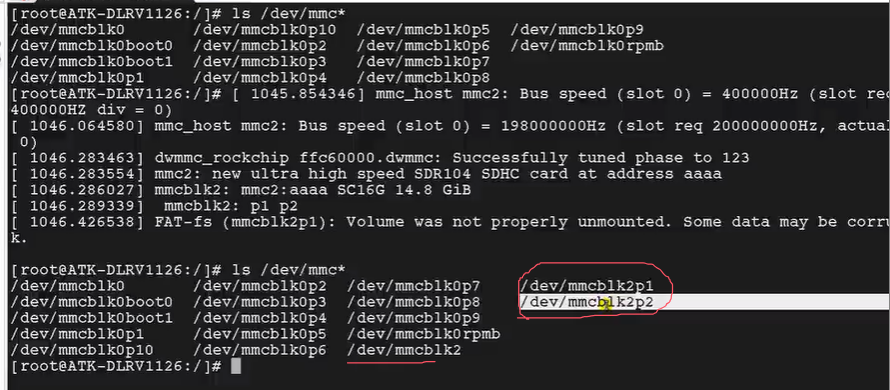 [root@ATK-DLRV1126:/]# ls /dev/mmc*
/dev/mmcblk0 /dev/mmcblk0p10 /dev/mmcblk0p5 /dev/mmcblk0p9
/dev/mmcblk0boot0 /dev/mmcblk0p2 /dev/mmcblk0p6 /dev/mmcblk0rpmb
/dev/mmcblk0boot1 /dev/mmcblk0p3 /dev/mmcblk0p7
/dev/mmcblk0p1 /dev/mmcblk0p4 /dev/mmcblk0p8
[root@ATK-DLRV1126:/]# [ 1045.854346] mmc_host mmc2: Bus speed (slot 0) = 400000Hz (slot req
400000HZ div = 0)
[ 1046.064580] mmc_host mmc2: Bus speed (slot 0) = 198000000Hz (slot req 200000000Hz, actual
0)
[ 1046.283463] dwmmc_rockchip ffc60000.dwmmc: Successfully tuned phase to 123
[ 1046.283554] mmc2: new ultra high speed SDR104 SDHC card at address aaaa
[ 1046.286027] mmcblk2: mmc2:aaaa SC16G 14.8 GiB
[ 1046.289339]  mmcblk2: p1 p2
[ 1046.426538] FAT-fs (mmcblk2p1): Volume was not properly unmounted. Some data may be corru
k.
[root@ATK-DLRV1126:/]# ls /dev/mmc*
/dev/mmcblk0 /dev/mmcblk0p2 /dev/mmcblk0p7 /dev/mmcblk2p1
/dev/mmcblk0boot0 /dev/mmcblk0p3 /dev/mmcblk0p8 /dev/mmcblk2p2
/dev/mmcblk0boot1 /dev/mmcblk0p4 /dev/mmcblk0p9
/dev/mmcblk0p1 /dev/mmcblk0p5 /dev/mmcblk0rpmb
/dev/mmcblk0p10 /dev/mmcblk0p6 /dev/mmcblk2
[root@ATK-DLRV1126:/]#